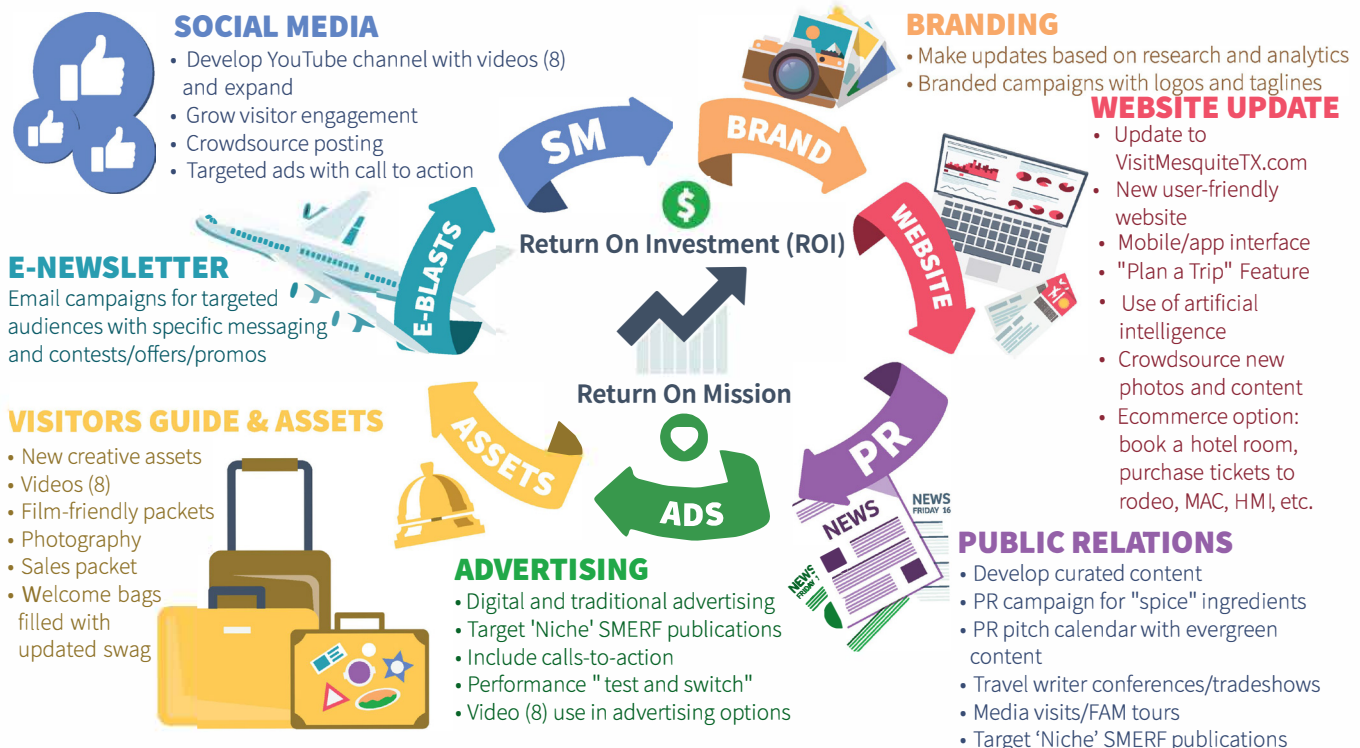 SOCIAL MEDIA
• Develop YouTube channel with videos (8)
and expand
• Grow visitor engagement
• Crowdsource posting
• Targeted ads with call to action
BRANDING
• Make updates based on research and analytics
• Branded campaigns with logos and taglines
WEBSITE UPDATE
• Update to
VisitMesquiteTX.com
• New user-friendly
website
• Mobile/app interface
• "Plan a Trip" Feature
• Use of artificial
intelligence
• Crowdsource new
photos and content
• Ecommerce option:
book a hotel room,
purchase tickets to
rodeo, MAC, HMI, etc.
SM
BRAND
WEBSITE
PR
ADS
ASSETS
E-BLASTS
$
Return On Investment (ROI)
Return On Mission
E-NEWSLETTER
Email campaigns for targeted
audiences with specific messaging
and contests/offers/promos
VISITORS GUIDE & ASSETS
• New creative assets
• Videos (8)
• Film-friendly packets
• Photography
• Sales packet
• Welcome bags
filled with
updated swag
ADVERTISING
• Digital and traditional advertising
• Target 'Niche' SMERF publications
• Include calls-to-action
• Performance " test and switch"
• Video (8) use in advertising options
NEWS
NEWS
FRIDAY 16
NEWS
PUBLIC RELATIONS
• Develop curated content
• PR campaign for "spice" ingredients
• PR pitch calendar with evergreen
content
• Travel writer conferences/tradeshows
• Media visits/FAM tours
• Target ‘Niche’ SMERF publications